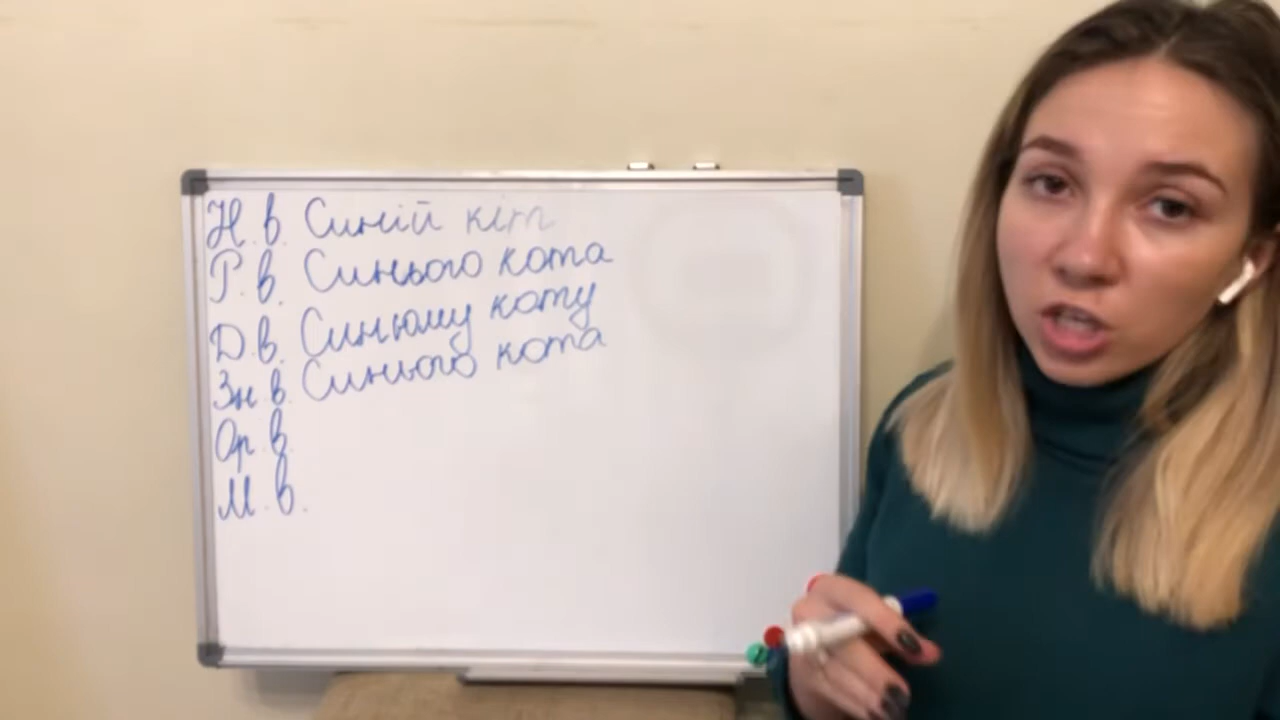 Н. в. Синій кіт
Р. в. Синього кота
Д. в. Синьому коту
Зн. в. Синього кота
Ор. в.
М. в.